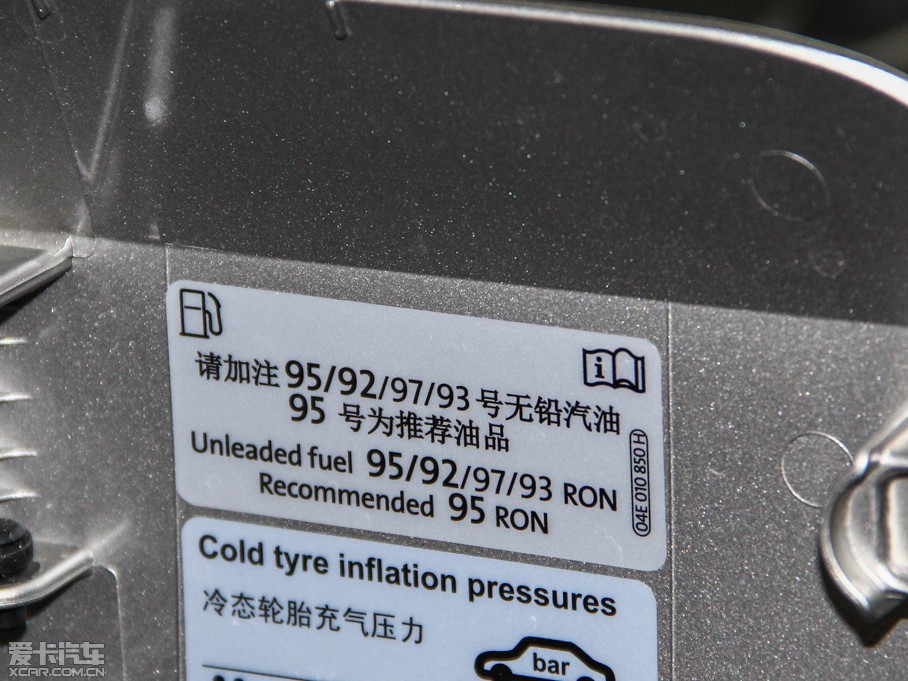 i
请加注 95/92/97/93 号无铅汽油
95 号为推荐油品
Unleaded fuel 95/92/97/93 RON
Recommended 95 RON
04E 010 850 H
Cold tyre inflation pressures
冷态轮胎充气压力
bar
爱卡汽车
XCAR.COM.CN